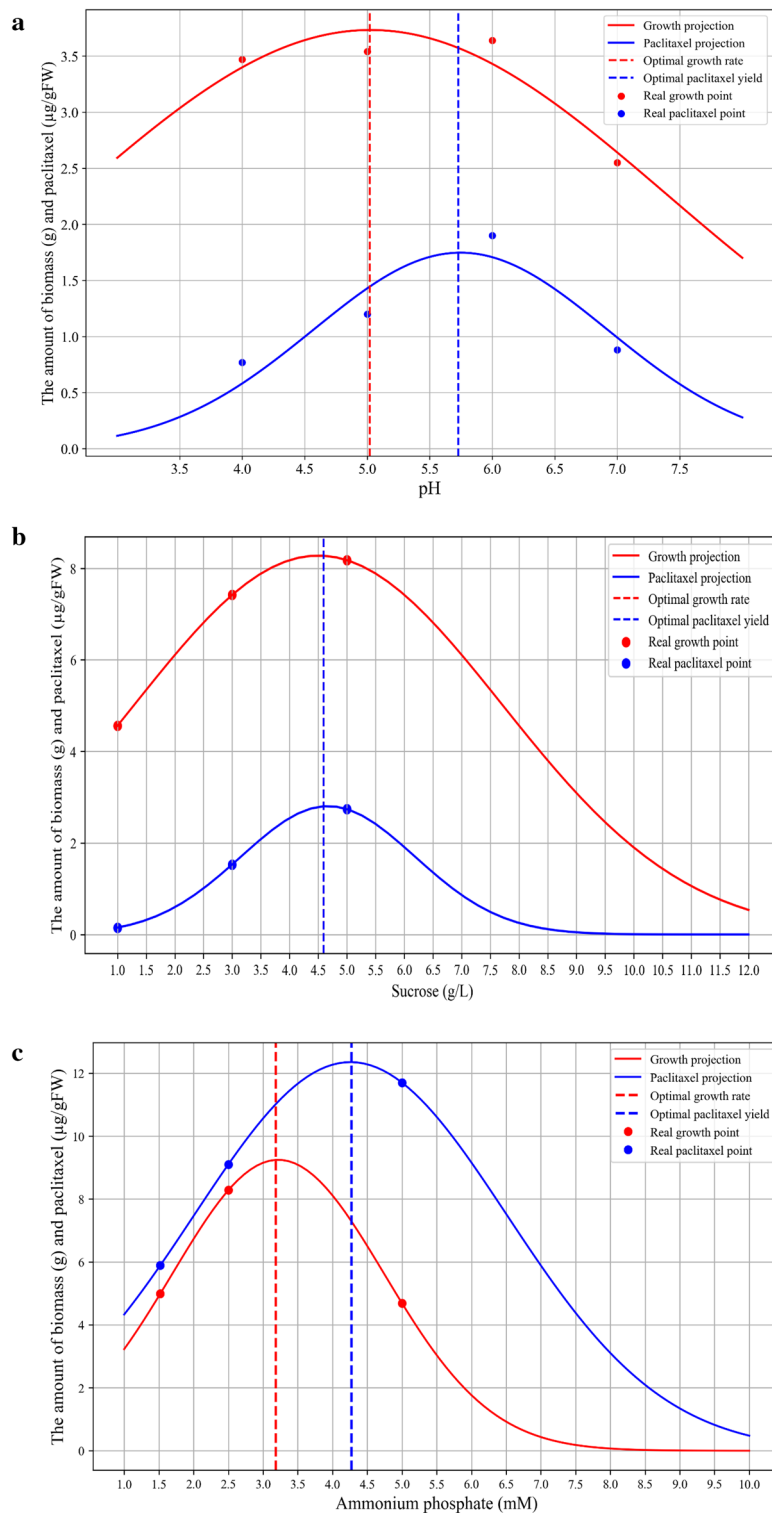 a
The amount of biomass (g) and paclitaxel (µg/gFW)
3.5
3.0
2.5
2.0
1.5
1.0
0.5
0.0
Growth projection
Paclitaxel projection
Optimal growth rate
Optimal paclitaxel yield
Real growth point
Real paclitaxel point
3.5 4.0 5.0 5.5 6.0 6.5 7.0 7.5
pH
b
The amount of biomass (g) and paclitaxel (µg/gFW)
8
6
4
2
0
Growth projection
Paclitaxel projection
Optimal growth rate
Optimal paclitaxel yield
Real growth point
Real paclitaxel point
1.0 1.5 2.0 2.5 3.0 3.5 4.0 4.5 5.0 5.5 6.0 6.5 7.0 7.5 8.0 8.5 9.0 9.5 10.0 10.5 11.0 11.5 12.0
Sucrose (g/L)
c
The amount of biomass (g) and paclitaxel (µg/gFW)
12
10
8
6
4
2
0
Growth projection
Paclitaxel projection
Optimal growth rate
Optimal paclitaxel yield
Real growth point
Real paclitaxel point
1.0 1.5 2.0 2.5 3.0 3.5 4.0 4.5 5.0 5.5 6.0 6.5 7.0 7.5 8.0 8.5 9.0 9.5 10.0
Ammonium phosphate (mM)